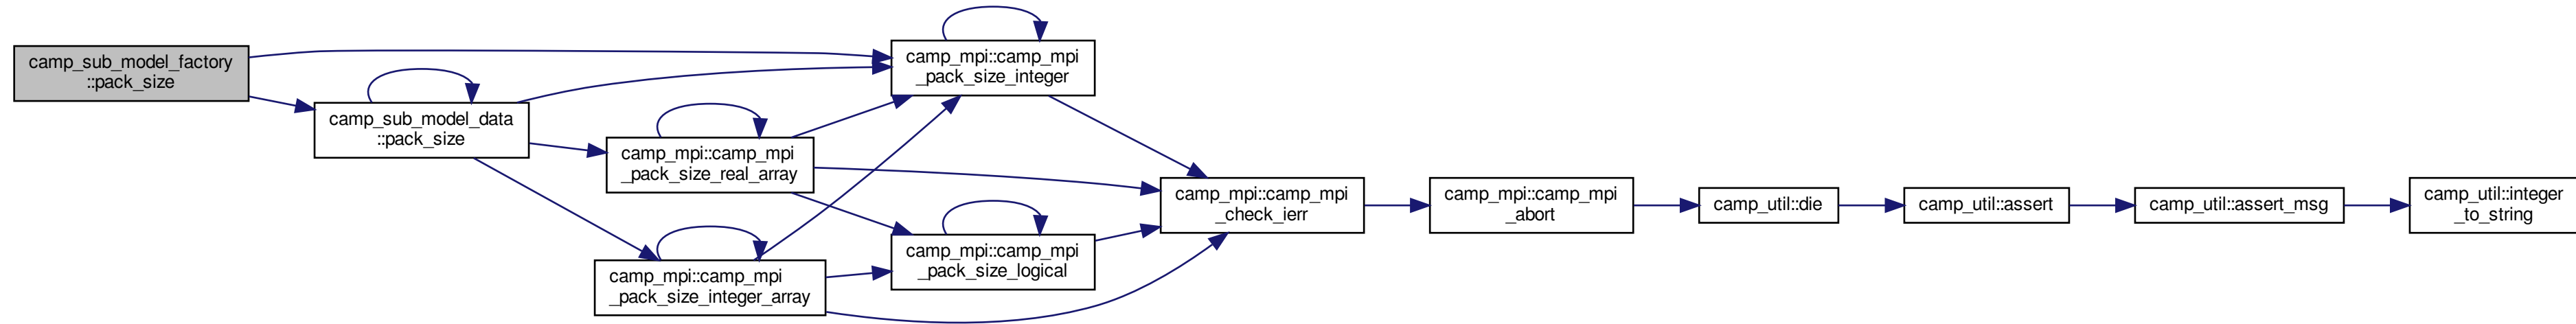 camp_sub_model_factory
::pack_size
camp_sub_model_data
::pack_size
camp_mpi::camp_mpi
_pack_size_integer
camp_mpi::camp_mpi
_pack_size_real_array
camp_mpi::camp_mpi
_pack_size_logical
camp_mpi::camp_mpi
_pack_size_integer_array
camp_mpi::camp_mpi
_check_ierr
camp_mpi::camp_mpi
_abort
camp_util::die
camp_util::assert
camp_util::assert_msg
camp_util::integer
_to_string